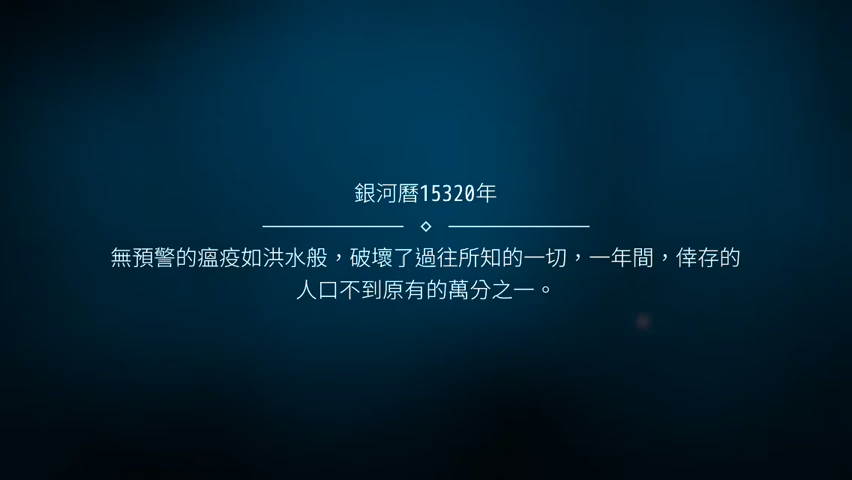 銀河曆15320年
無預警的瘟疫如洪水般，破壞了過往所知的一切，一年間，倖存的
人口不到原有的萬分之一。